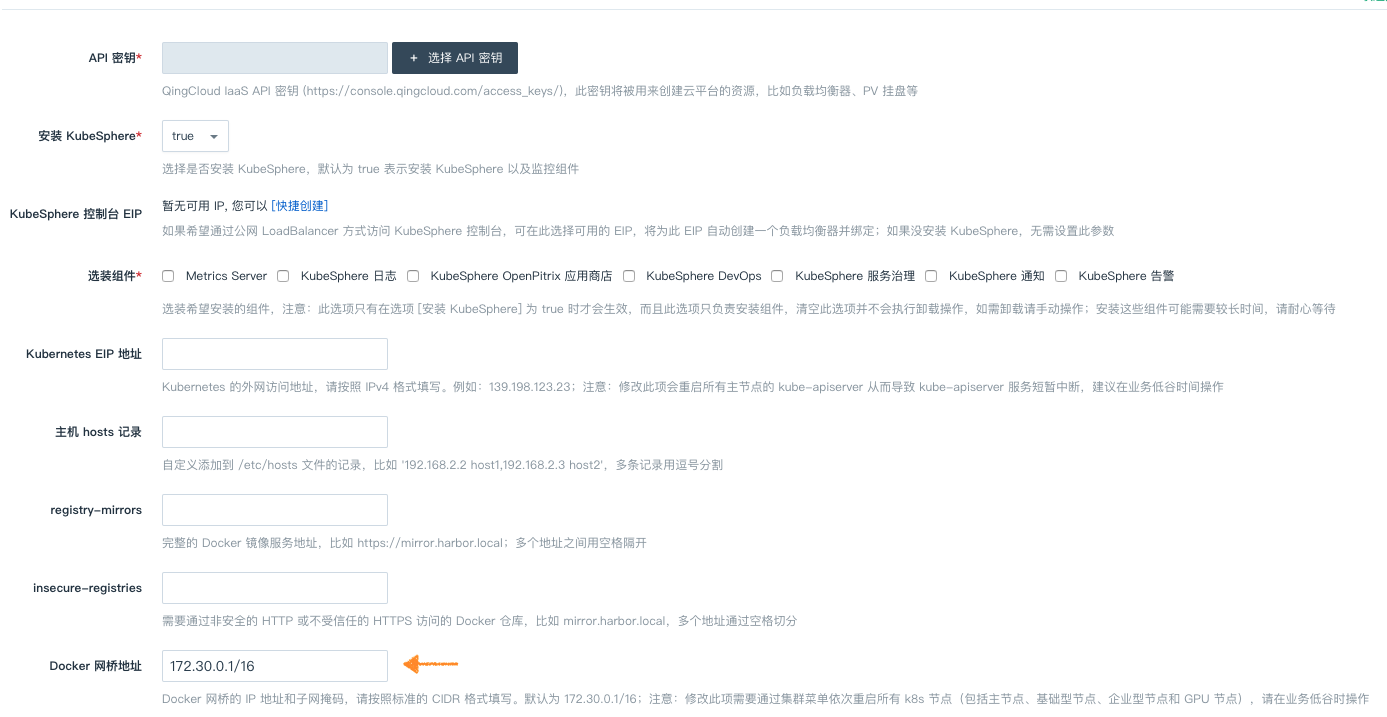 API 密钥*
+ 选择 API 密钥
QingCloud IaaS API 密钥 (https://console.qingcloud.com/access_keys/)，此密钥将被用来创建云平台的资源，比如负载均衡器、PV 挂盘等
安装 KubeSphere*
true
选择是否安装 KubeSphere，默认为 true 表示安装 KubeSphere 以及监控组件
KubeSphere 控制台 EIP
暂无可用 IP, 您可以 [快捷创建]
如果希望通过公网 LoadBalancer 方式访问 KubeSphere 控制台，可在此选择可用的 EIP，将为此 EIP 自动创建一个负载均衡器并绑定；如果没安装 KubeSphere，无需设置此参数
选装组件*
Metrics Server KubeSphere 日志 KubeSphere OpenPitrix 应用商店 KubeSphere DevOps KubeSphere 服务治理 KubeSphere 通知 KubeSphere 告警
选装希望安装的组件，注意：此选项只有在选项 [安装 KubeSphere] 为 true 时才会生效，而且此选项只负责安装组件，清空此选项并不会执行卸载操作，如需卸载请手动操作；安装这些组件可能需要较长时间，请耐心等待
Kubernetes EIP 地址
Kubernetes 的外网访问地址，请按照 IPv4 格式填写。例如：139.198.123.23；注意：修改此项会重启所有主节点的 kube-apiserver 从而导致 kube-apiserver 服务短暂中断，建议在业务低谷时间操作
主机 hosts 记录
自定义添加到 /etc/hosts 文件的记录，比如 '192.168.2.2 host1,192.168.2.3 host2'，多条记录用逗号分割
registry-mirrors
完整的 Docker 镜像服务地址，比如 https://mirror.harbor.local；多个地址之间用空格隔开
insecure-registries
需要通过非安全的 HTTP 或不受信任的 HTTPS 访问的 Docker 仓库，比如 mirror.harbor.local，多个地址通过空格切分
Docker 网桥地址
172.30.0.1/16
Docker 网桥的 IP 地址和子网掩码，请按照标准的 CIDR 格式填写。默认为 172.30.0.1/16；注意：修改此项需要通过集群菜单依次重启所有 k8s 节点（包括主节点、基础型节点、企业型节点和 GPU 节点），请在业务低谷时操作